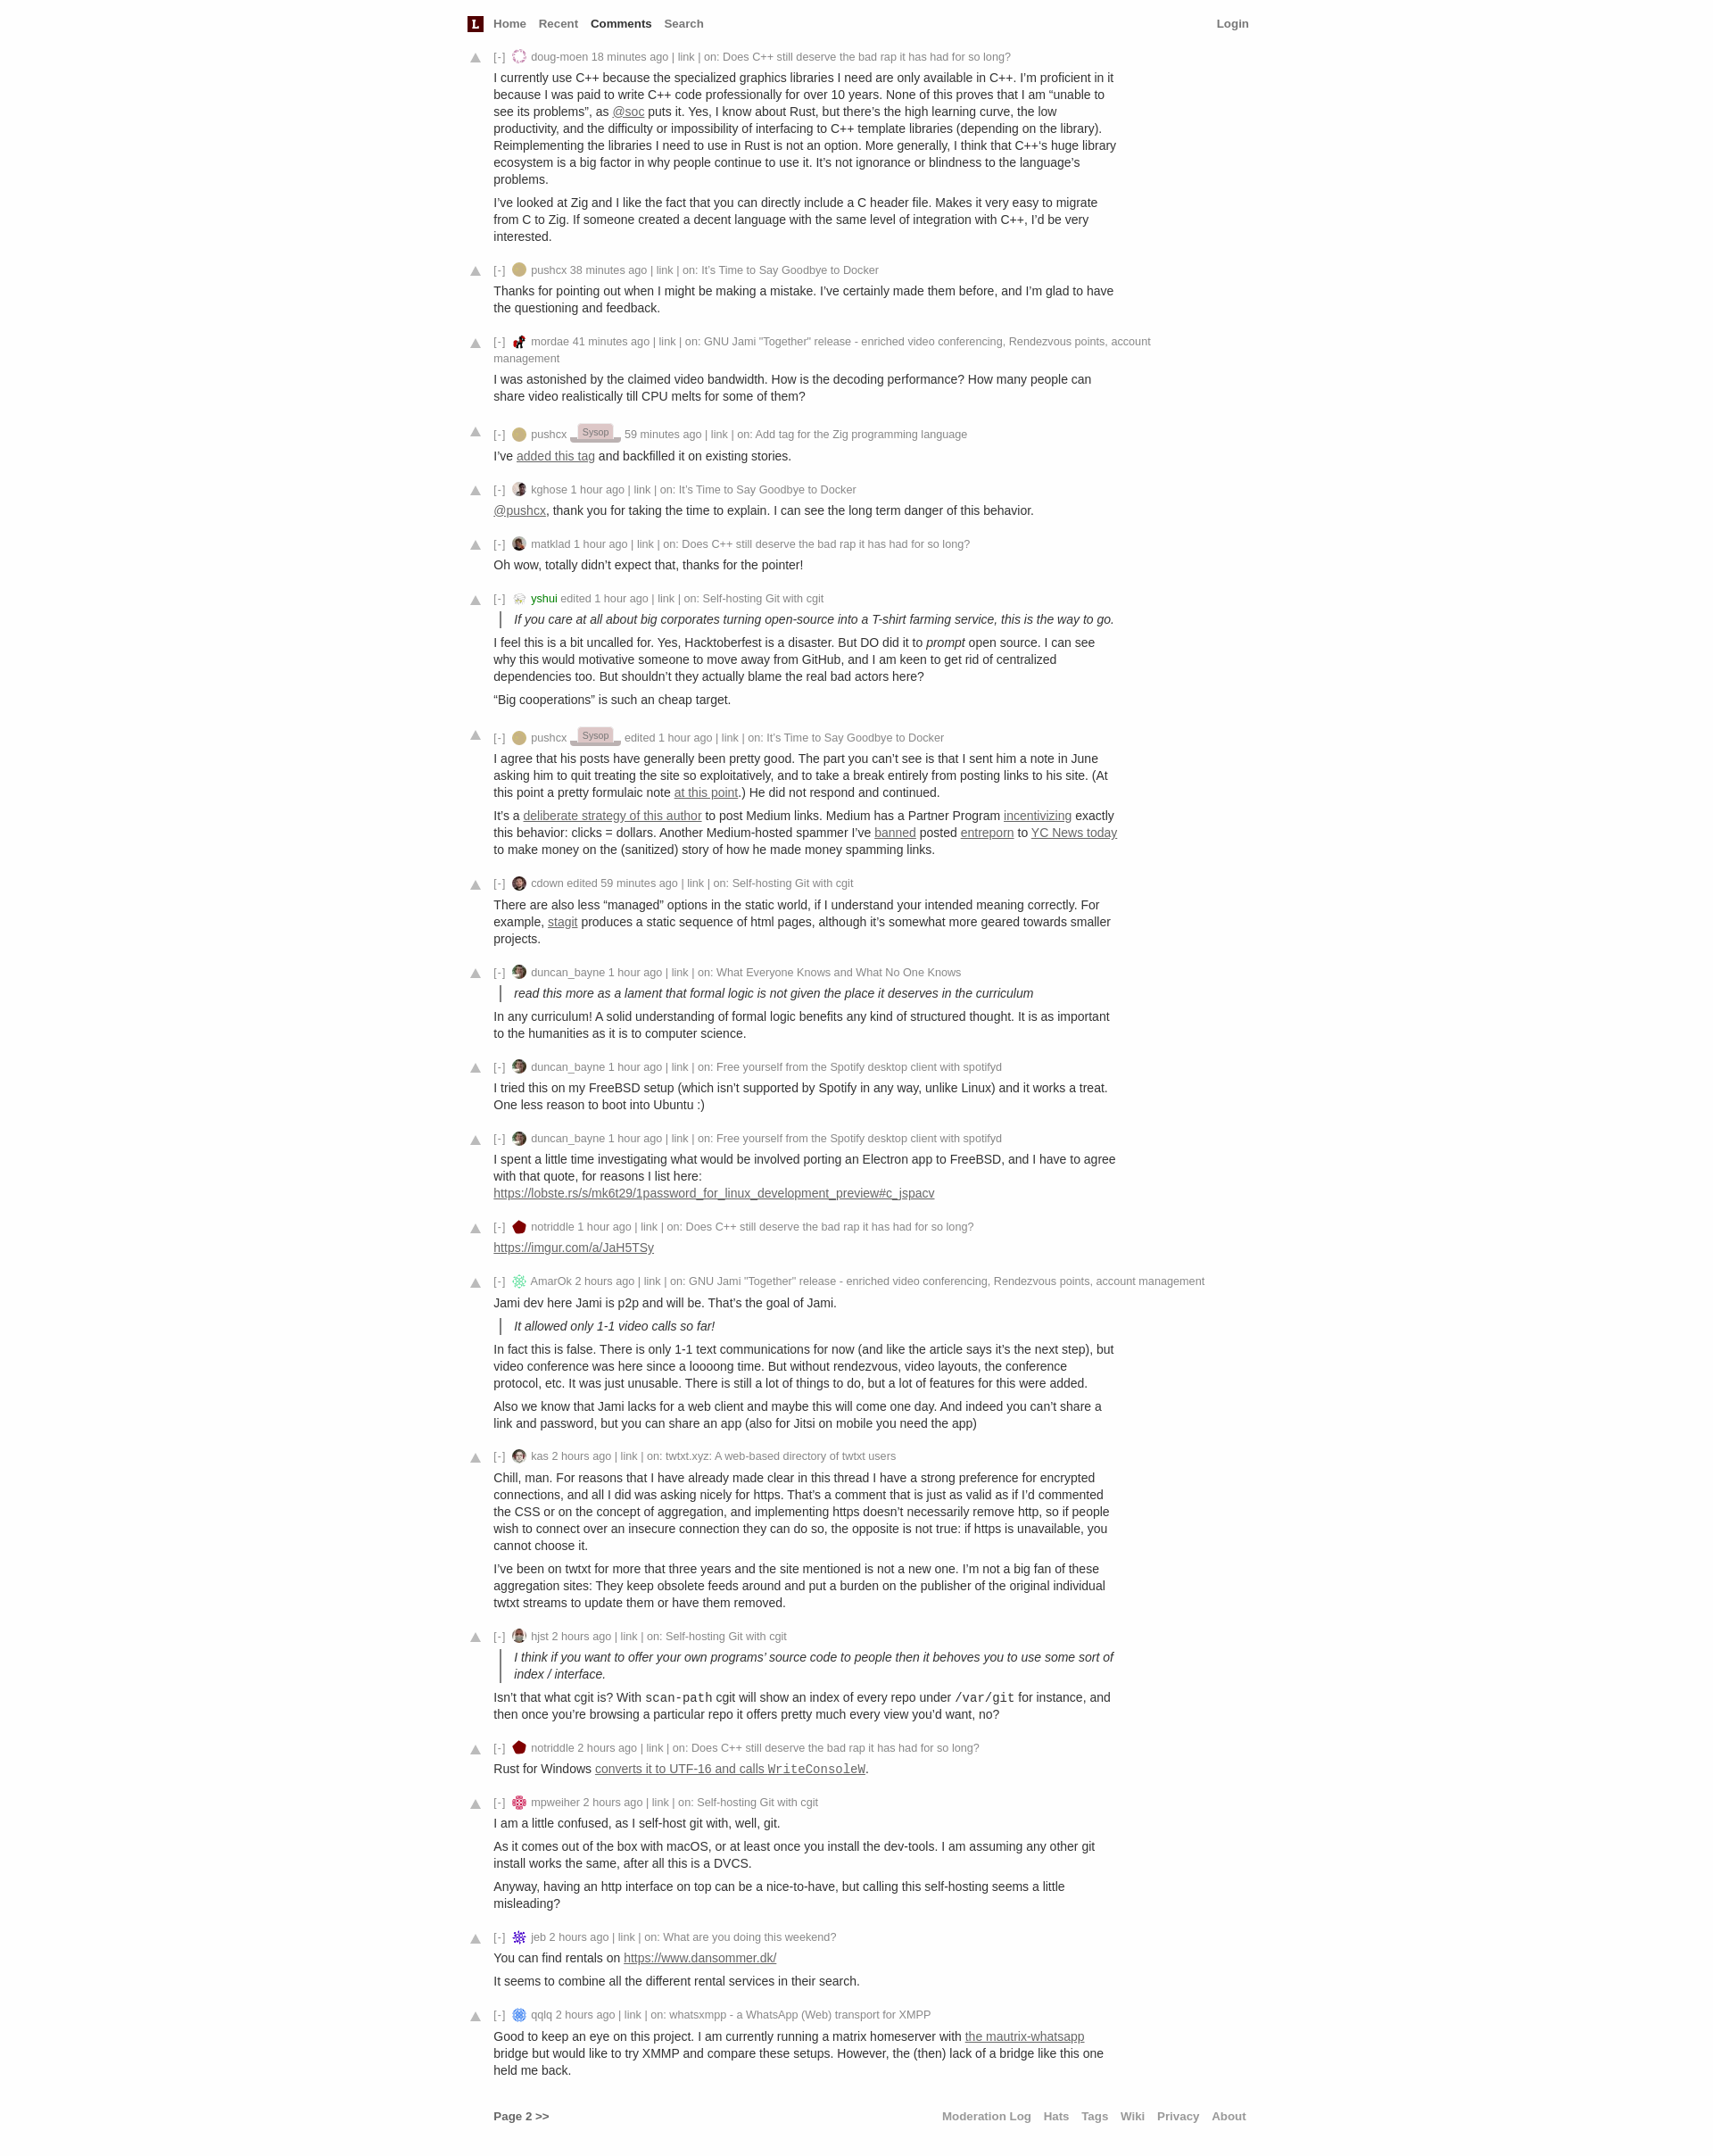 L Home Recent Comments Search Login
[-] doug-moen 18 minutes ago | link | on: Does C++ still deserve the bad rap it has had for so long?
I currently use C++ because the specialized graphics libraries I need are only available in C++. I’m proficient in it
because I was paid to write C++ code professionally for over 10 years. None of this proves that I am “unable to
see its problems”, as @soc puts it. Yes, I know about Rust, but there’s the high learning curve, the low
productivity, and the difficulty or impossibility of interfacing to C++ template libraries (depending on the library).
Reimplementing the libraries I need to use in Rust is not an option. More generally, I think that C++‘s huge library
ecosystem is a big factor in why people continue to use it. It’s not ignorance or blindness to the language’s
problems.
I’ve looked at Zig and I like the fact that you can directly include a C header file. Makes it very easy to migrate
from C to Zig. If someone created a decent language with the same level of integration with C++, I’d be very
interested.
[-] pushcx 38 minutes ago | link | on: It’s Time to Say Goodbye to Docker
Thanks for pointing out when I might be making a mistake. I’ve certainly made them before, and I’m glad to have
the questioning and feedback.
[-] mordae 41 minutes ago | link | on: GNU Jami "Together" release - enriched video conferencing, Rendezvous points, account
management
I was astonished by the claimed video bandwidth. How is the decoding performance? How many people can
share video realistically till CPU melts for some of them?
[-] pushcx Sysop 59 minutes ago | link | on: Add tag for the Zig programming language
I’ve added this tag and backfilled it on existing stories.
[-] kghose 1 hour ago | link | on: It’s Time to Say Goodbye to Docker
@pushcx, thank you for taking the time to explain. I can see the long term danger of this behavior.
[-] matklad 1 hour ago | link | on: Does C++ still deserve the bad rap it has had for so long?
Oh wow, totally didn’t expect that, thanks for the pointer!
[-] yshui edited 1 hour ago | link | on: Self-hosting Git with cgit
If you care at all about big corporates turning open-source into a T-shirt farming service, this is the way to go.
I feel this is a bit uncalled for. Yes, Hacktoberfest is a disaster. But DO did it to prompt open source. I can see
why this would motivative someone to move away from GitHub, and I am keen to get rid of centralized
dependencies too. But shouldn’t they actually blame the real bad actors here?
“Big cooperations” is such an cheap target.
[-] pushcx Sysop edited 1 hour ago | link | on: It’s Time to Say Goodbye to Docker
I agree that his posts have generally been pretty good. The part you can’t see is that I sent him a note in June
asking him to quit treating the site so exploitatively, and to take a break entirely from posting links to his site. (At
this point a pretty formulaic note at this point.) He did not respond and continued.
It’s a deliberate strategy of this author to post Medium links. Medium has a Partner Program incentivizing exactly
this behavior: clicks = dollars. Another Medium-hosted spammer I’ve banned posted entreporn to YC News today
to make money on the (sanitized) story of how he made money spamming links.
[-] cdown edited 59 minutes ago | link | on: Self-hosting Git with cgit
There are also less “managed” options in the static world, if I understand your intended meaning correctly. For
example, stagit produces a static sequence of html pages, although it’s somewhat more geared towards smaller
projects.
[-] duncan_bayne 1 hour ago | link | on: What Everyone Knows and What No One Knows
read this more as a lament that formal logic is not given the place it deserves in the curriculum
In any curriculum! A solid understanding of formal logic benefits any kind of structured thought. It is as important
to the humanities as it is to computer science.
[-] duncan_bayne 1 hour ago | link | on: Free yourself from the Spotify desktop client with spotifyd
I tried this on my FreeBSD setup (which isn’t supported by Spotify in any way, unlike Linux) and it works a treat.
One less reason to boot into Ubuntu :)
[-] duncan_bayne 1 hour ago | link | on: Free yourself from the Spotify desktop client with spotifyd
I spent a little time investigating what would be involved porting an Electron app to FreeBSD, and I have to agree
with that quote, for reasons I list here:
https://lobste.rs/s/mk6t29/1password_for_linux_development_preview#c_jspacv
[-] notriddle 1 hour ago | link | on: Does C++ still deserve the bad rap it has had for so long?
https://imgur.com/a/JaH5TSy
[-] AmarOk 2 hours ago | link | on: GNU Jami "Together" release - enriched video conferencing, Rendezvous points, account management
Jami dev here Jami is p2p and will be. That’s the goal of Jami.
It allowed only 1-1 video calls so far!
In fact this is false. There is only 1-1 text communications for now (and like the article says it’s the next step), but
video conference was here since a loooong time. But without rendezvous, video layouts, the conference
protocol, etc. It was just unusable. There is still a lot of things to do, but a lot of features for this were added.
Also we know that Jami lacks for a web client and maybe this will come one day. And indeed you can’t share a
link and password, but you can share an app (also for Jitsi on mobile you need the app)
[-] kas 2 hours ago | link | on: twtxt.xyz: A web-based directory of twtxt users
Chill, man. For reasons that I have already made clear in this thread I have a strong preference for encrypted
connections, and all I did was asking nicely for https. That’s a comment that is just as valid as if I’d commented
the CSS or on the concept of aggregation, and implementing https doesn’t necessarily remove http, so if people
wish to connect over an insecure connection they can do so, the opposite is not true: if https is unavailable, you
cannot choose it.
I’ve been on twtxt for more that three years and the site mentioned is not a new one. I’m not a big fan of these
aggregation sites: They keep obsolete feeds around and put a burden on the publisher of the original individual
twtxt streams to update them or have them removed.
[-] hjst 2 hours ago | link | on: Self-hosting Git with cgit
I think if you want to offer your own programs’ source code to people then it behoves you to use some sort of
index / interface.
Isn’t that what cgit is? With scan-path cgit will show an index of every repo under /var/git for instance, and
then once you’re browsing a particular repo it offers pretty much every view you’d want, no?
[-] notriddle 2 hours ago | link | on: Does C++ still deserve the bad rap it has had for so long?
Rust for Windows converts it to UTF-16 and calls WriteConsoleW.
[-] mpweiher 2 hours ago | link | on: Self-hosting Git with cgit
I am a little confused, as I self-host git with, well, git.
As it comes out of the box with macOS, or at least once you install the dev-tools. I am assuming any other git
install works the same, after all this is a DVCS.
Anyway, having an http interface on top can be a nice-to-have, but calling this self-hosting seems a little
misleading?
[-] jeb 2 hours ago | link | on: What are you doing this weekend?
You can find rentals on https://www.dansommer.dk/
It seems to combine all the different rental services in their search.
[-] qqlq 2 hours ago | link | on: whatsxmpp - a WhatsApp (Web) transport for XMPP
Good to keep an eye on this project. I am currently running a matrix homeserver with the mautrix-whatsapp
bridge but would like to try XMMP and compare these setups. However, the (then) lack of a bridge like this one
held me back.
Page 2 >> Moderation Log Hats Tags Wiki Privacy About